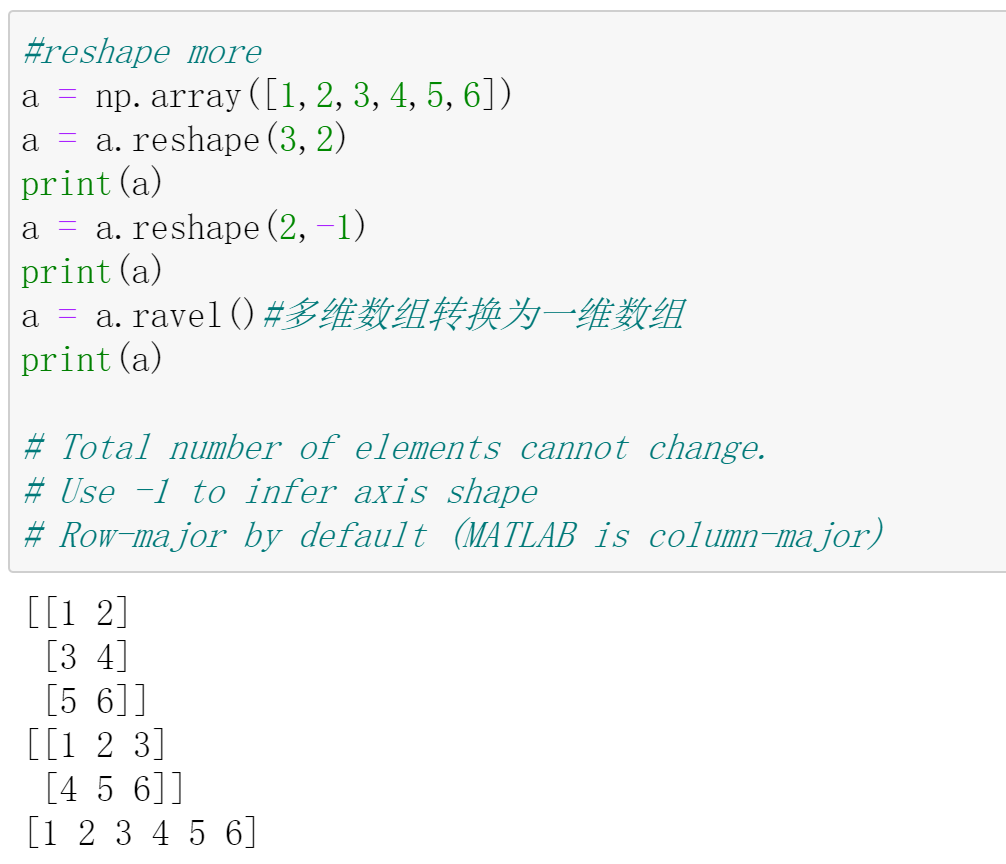 #reshape more
a = np.array([1,2,3,4,5,6])
a = a.reshape(3,2)
print(a)
a = a.reshape(2,-1)
print(a)
a = a.ravel()#多维数组转换为一维数组
print(a)
# Total number of elements cannot change.
# Use -1 to infer axis shape
# Row-major by default (MATLAB is column-major)
[[1 2]
 [3 4]
 [5 6]]
[[1 2 3]
 [4 5 6]]
[1 2 3 4 5 6]